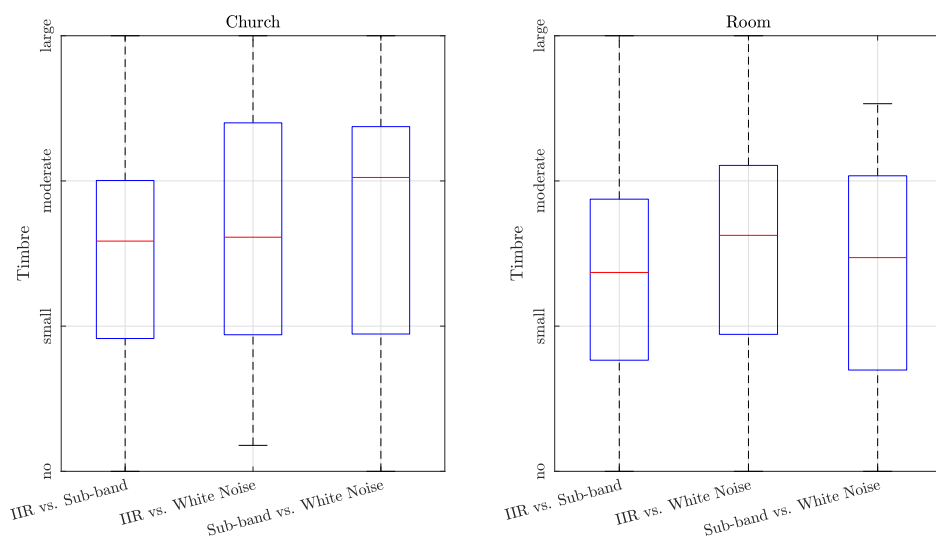 Church
Timbre
large
moderate
small
no
IIR vs. Sub-band
IIR vs. White Noise
Sub-band vs. White Noise
Room
Timbre
large
moderate
small
no
IIR vs. Sub-band
IIR vs. White Noise
Sub-band vs. White Noise